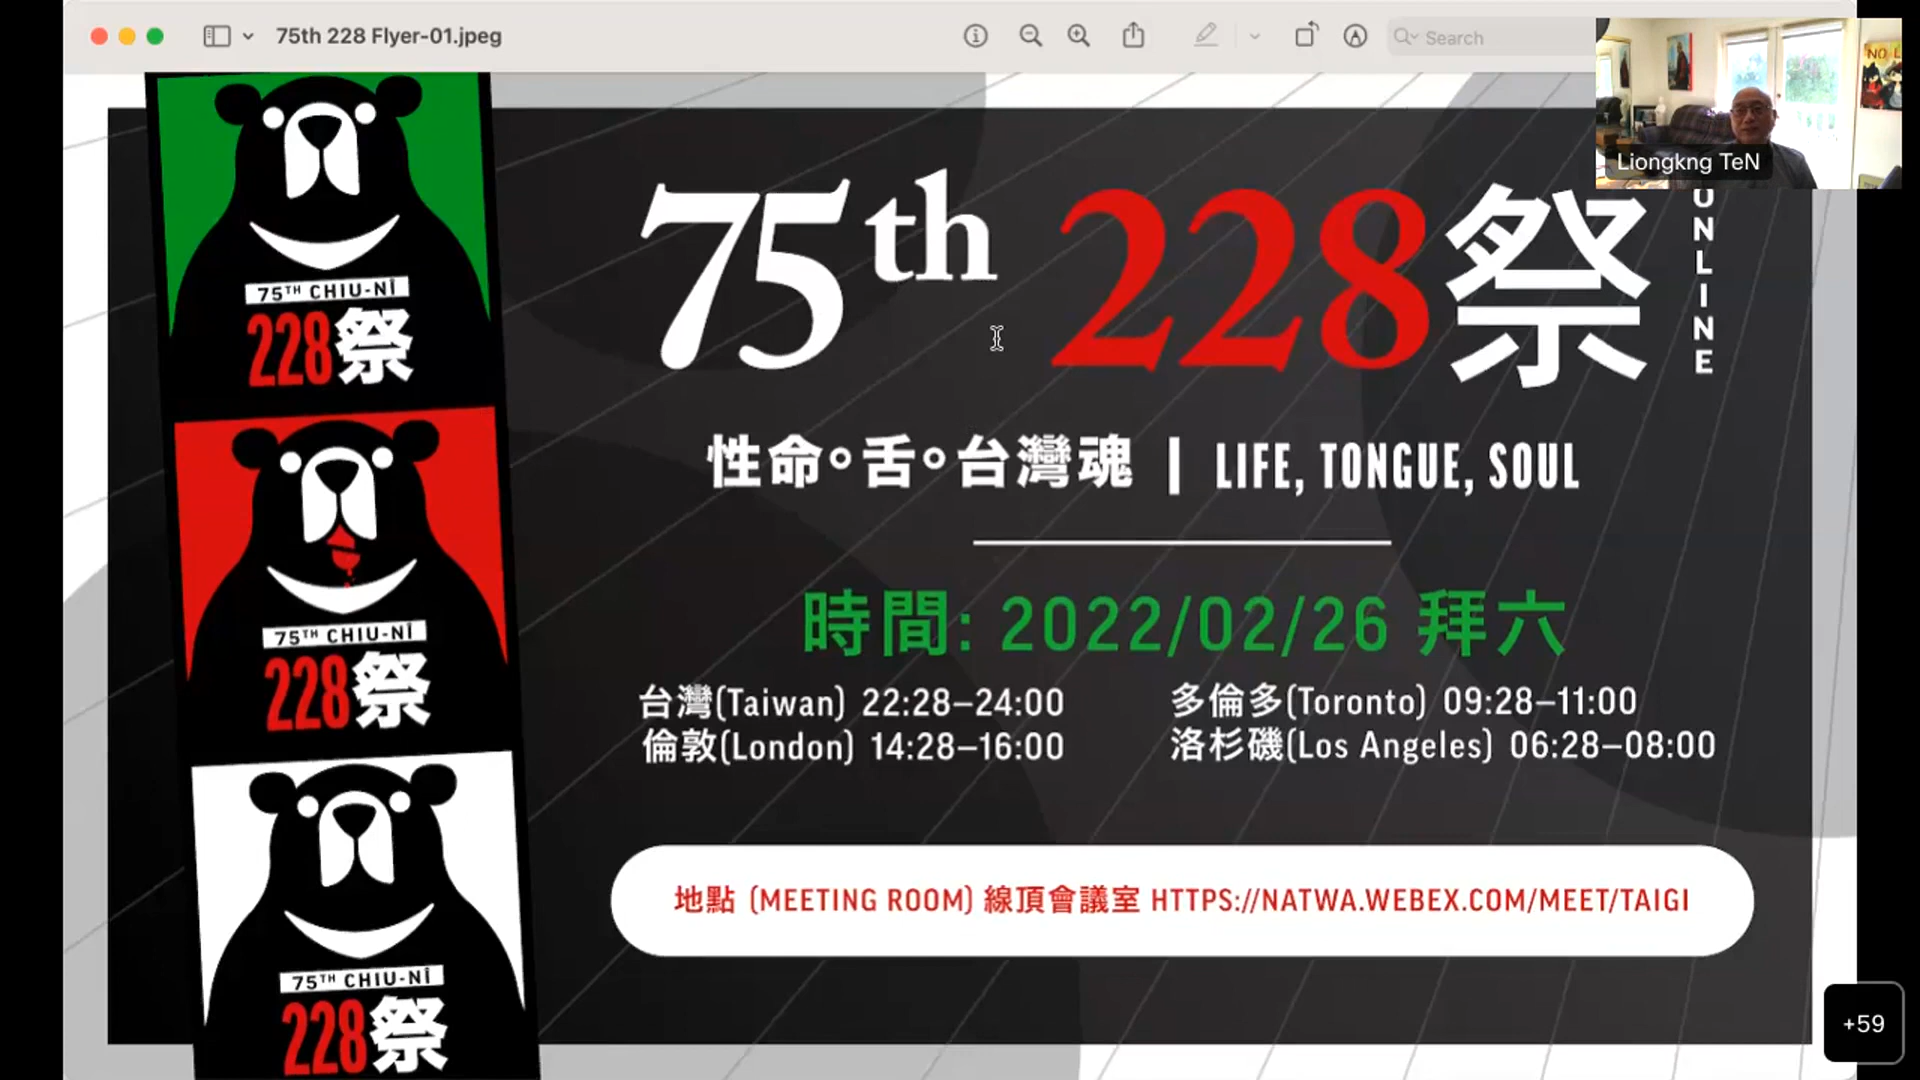 75th 228 Flyer-01.jpeg
Search
NO
Liongkng TeN
75TH CHIU-NÎ
228祭
75TH CHIU-NÎ
228祭
75TH CHIU-NÎ
228祭
75th 228祭
ONLINE
性命。舌。台灣魂 | LIFE, TONGUE, SOUL
時間: 2022/02/26 拜六
台灣(Taiwan) 22:28–24:00
多倫多(Toronto) 09:28–11:00
倫敦(London) 14:28–16:00
洛杉磯(Los Angeles) 06:28–08:00
地點 (MEETING ROOM) 線頂會議室 HTTPS://NATWA.WEBEX.COM/MEET/TAIGI
+59